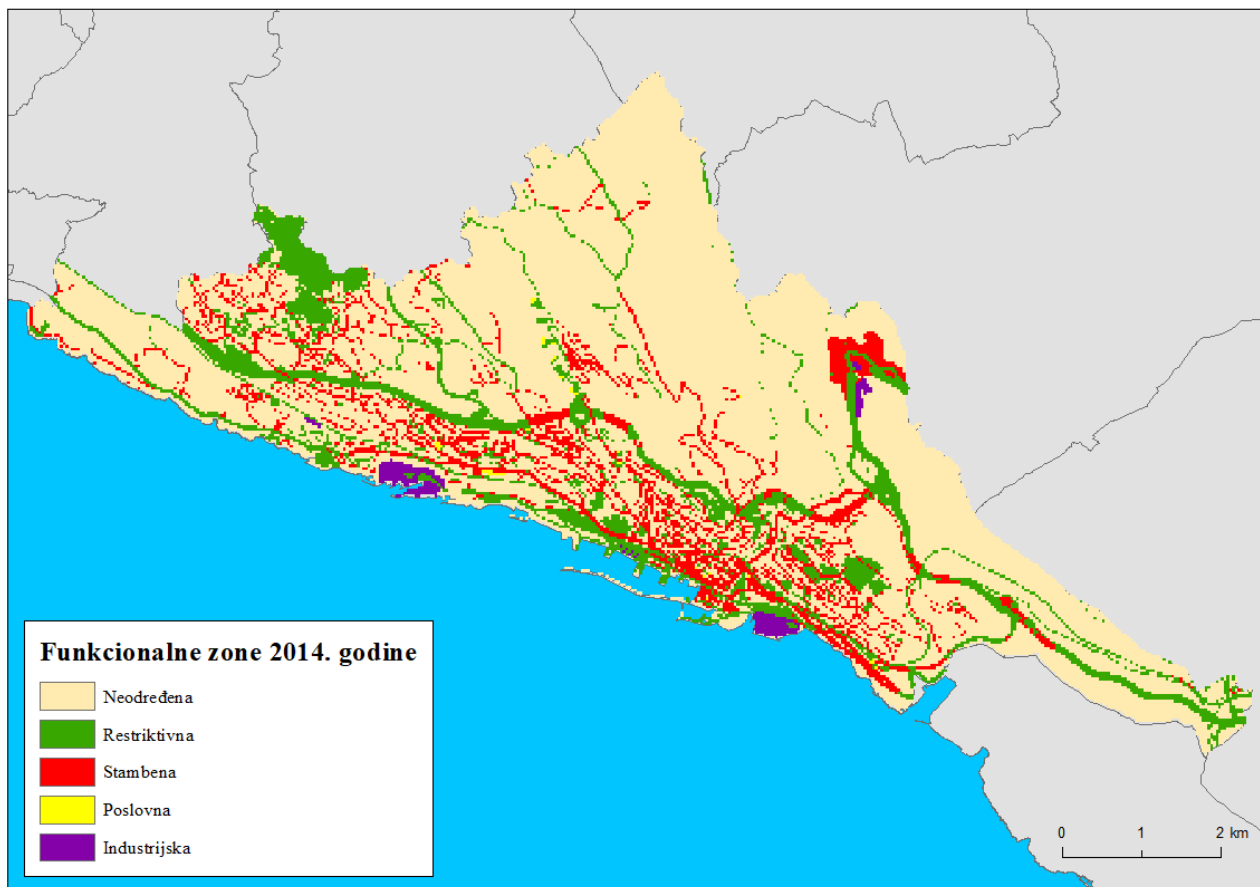 Funkcionalne zone 2014. godine
Neodređena
Restriktivna
Stambena
Poslovna
Industrijska
0 1 2 km